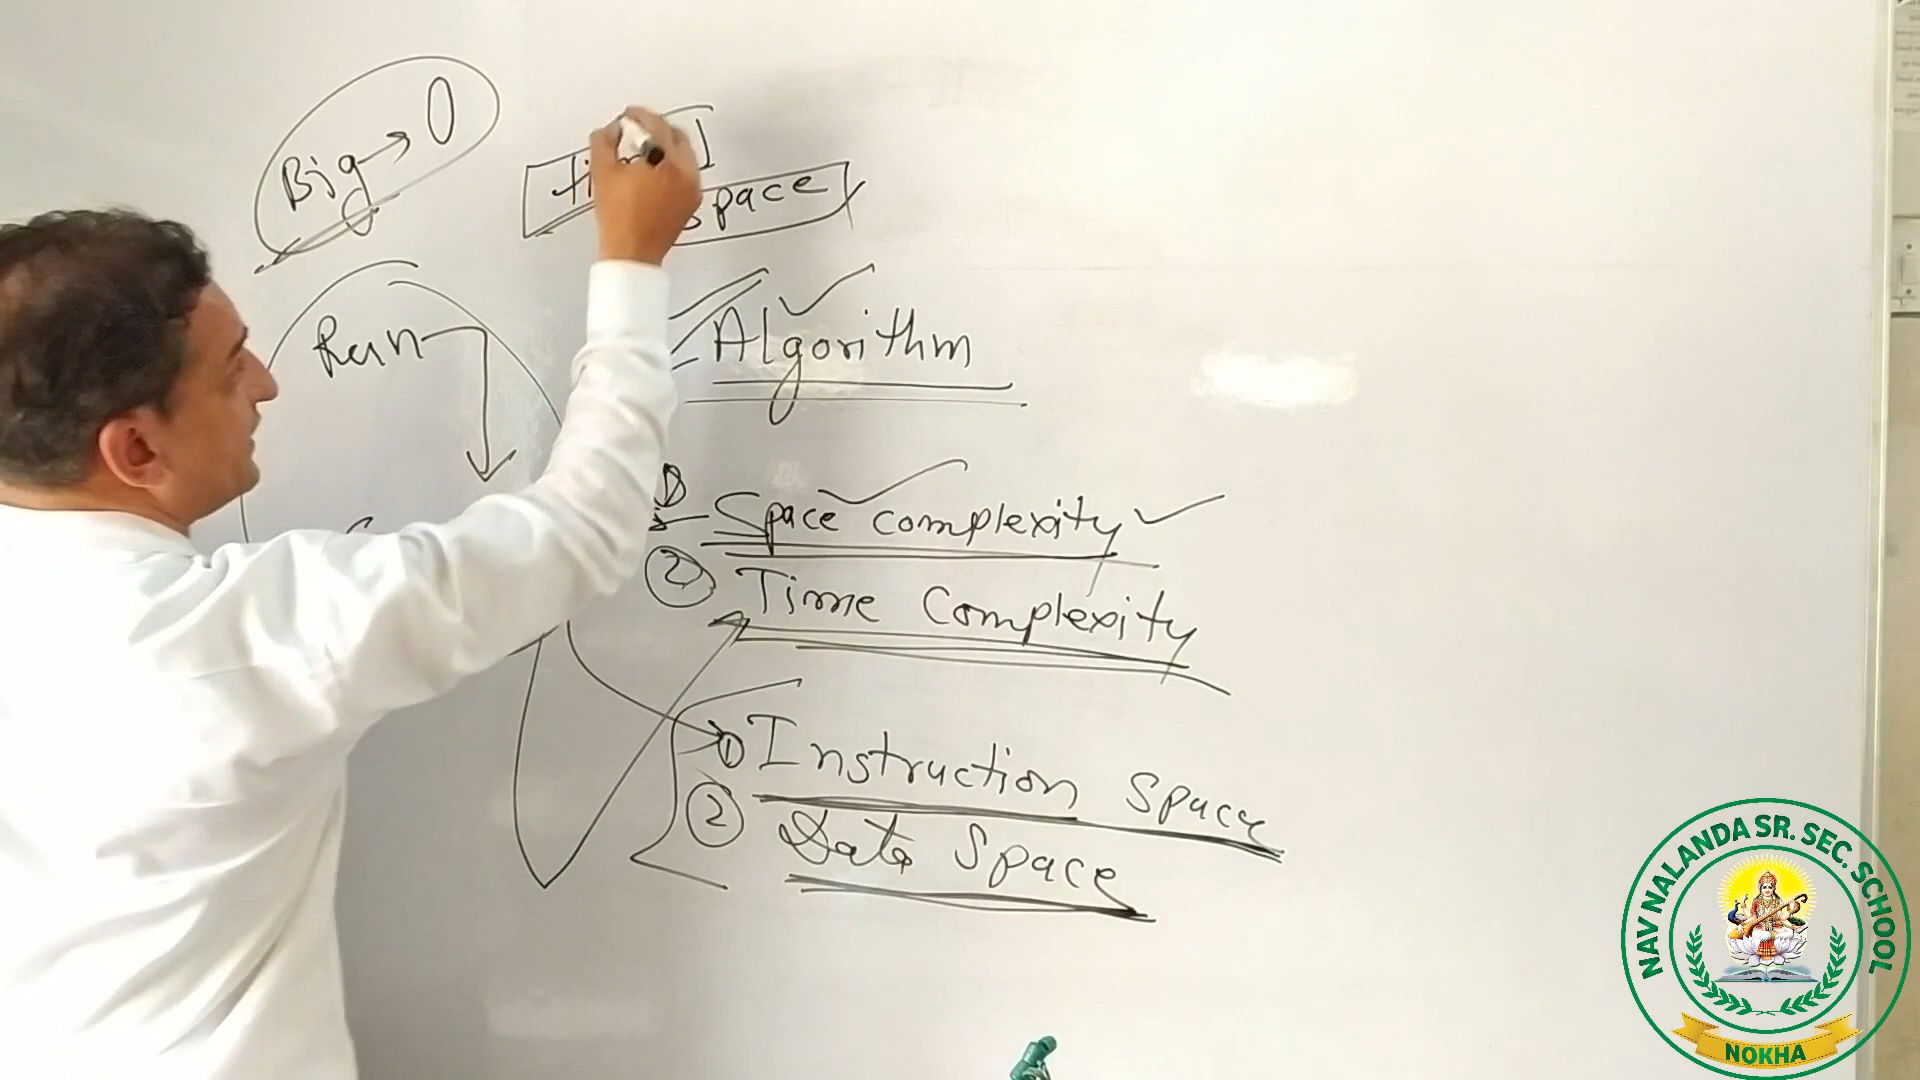 Big → O
Space
Run
Algorithm
① Space complexity
② Time Complexity
① Instruction Space
② Data Space
NAV NALANDA SR. SEC. SCHOOL
NOKHA